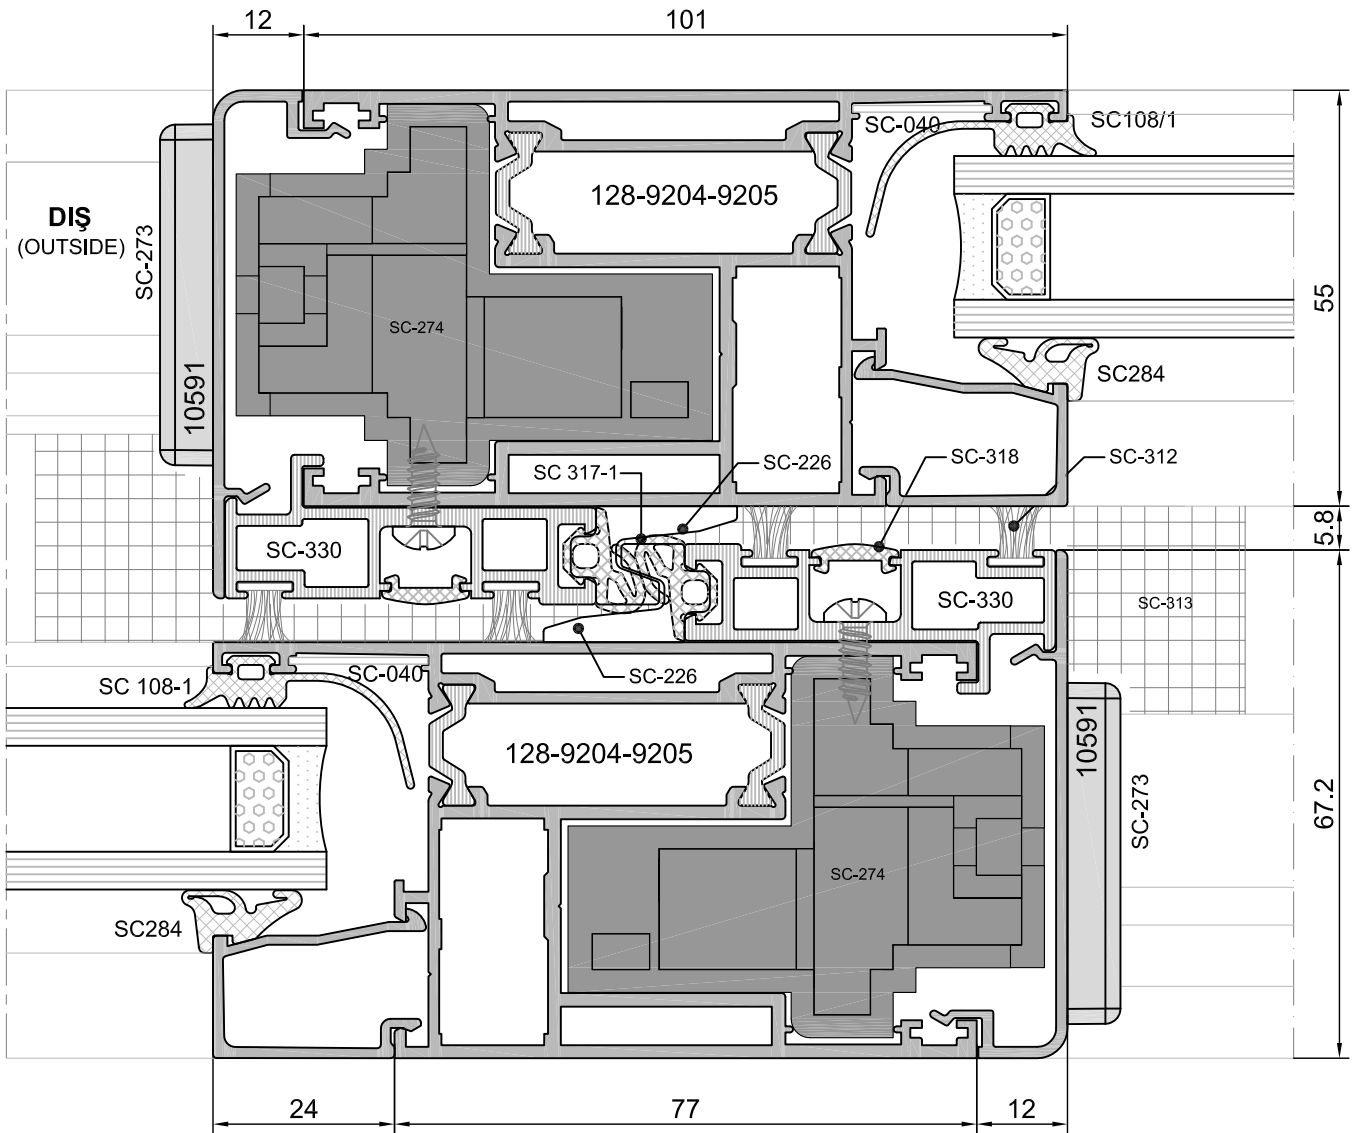 12
101
SC-040
SC108/1
128-9204-9205
DIŞ
(OUTSIDE)
SC-273
SC-274
55
10591
SC284
SC 317-1
SC-226
SC-318
SC-312
5.8
SC-330
SC-330
SC-313
SC 108-1
SC-040
SC-226
128-9204-9205
10591
SC-273
67.2
SC-274
SC284
24
77
12